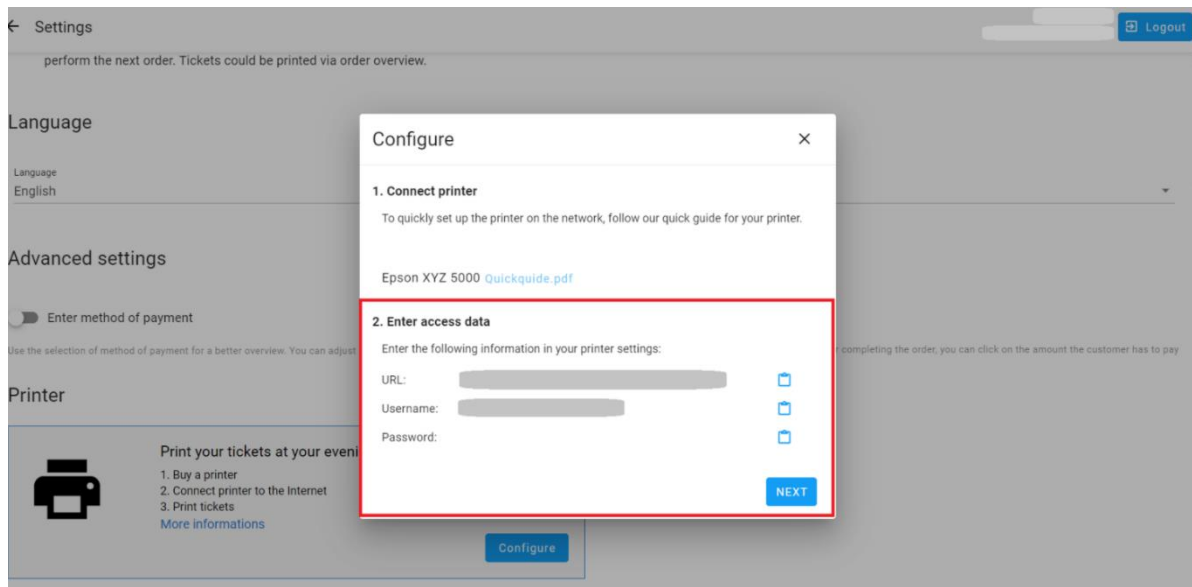 Settings
Logout
perform the next order. Tickets could be printed via order overview.
Language
Language
English
Advanced settings
Enter method of payment
Use the selection of method of payment for a better overview. You can adjust
completing the order, you can click on the amount the customer has to pay
Printer
Print your tickets at your eveni
1. Buy a printer
2. Connect printer to the Internet
3. Print tickets
More informations
Configure
Configure
1. Connect printer
To quickly set up the printer on the network, follow our quick guide for your printer.
Epson XYZ 5000 Quickquide.pdf
2. Enter access data
Enter the following information in your printer settings:
URL:
Username:
Password:
NEXT